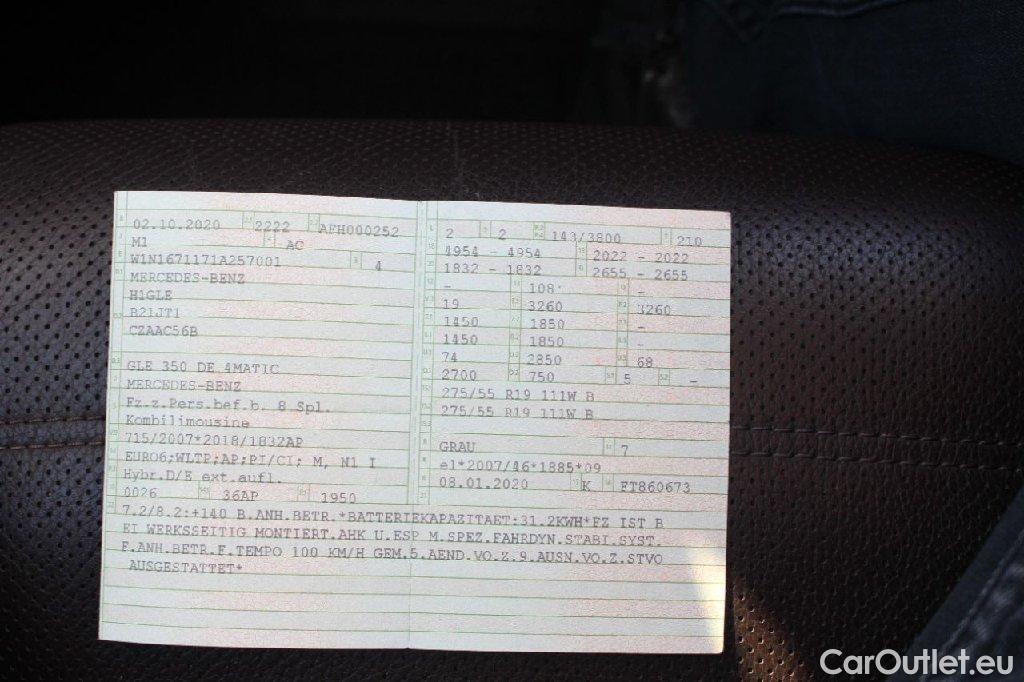 02.10.2020 2222 AFH000252
M1 AC
W1N1671171A257001 4
MERCEDES-BENZ
H1GLE
R21JT1
CZAAC56B
GLE 350 DE 4MATIC
MERCEDES-BENZ
Fz.z.Pers.bef.b. 8 Spl.
Kombilimousine
715/2007*2018/1832AP
EURO6;WLTP;AP;PI/CI; M, N1 I
Hybr.D/E ext.aufl.
0026 36AP 1950
2 2 143/3800 210
4954 - 4954 2022 - 2022
1832 - 1832 2655 - 2655
- 108 -
19 3260 3260
1450 1850 -
1450 1850 -
74 2850 68
2700 750 5 -
275/55 R19 111W B
275/55 R19 111W B
GRAU 7
e1*2007/46*1885*09
08.01.2020 K FT860673
7.2/8.2:+140 B.ANH.BETR.*BATTERIEKAPAZITAET:31.2KWH*FZ IST B
EI WERKSSEITIG MONTIERT.AHK U.ESP M.SPEZ.FAHRDYN.STABI.SYST.
F.ANH.BETR.F.TEMPO 100 KM/H GEM.5.AEND.VO.Z.9.AUSN.VO.Z.STVO
AUSGESTATTET*
CarOutlet.eu